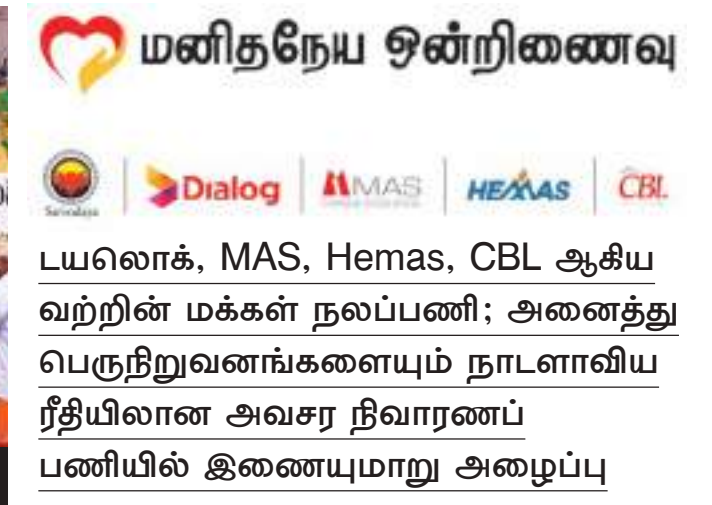 மனிதநேய ஒன்றிணைவு
Sarvodaya Dialog MAS HEMAS CBL
டயலொக், MAS, Hemas, CBL ஆகிய
வற்றின் மக்கள் நலப்பணி; அனைத்து
பெருநிறுவனங்களையும் நாடளாவிய
ரீதியிலான அவசர நிவாரணப்
பணியில் இணையுமாறு அழைப்பு